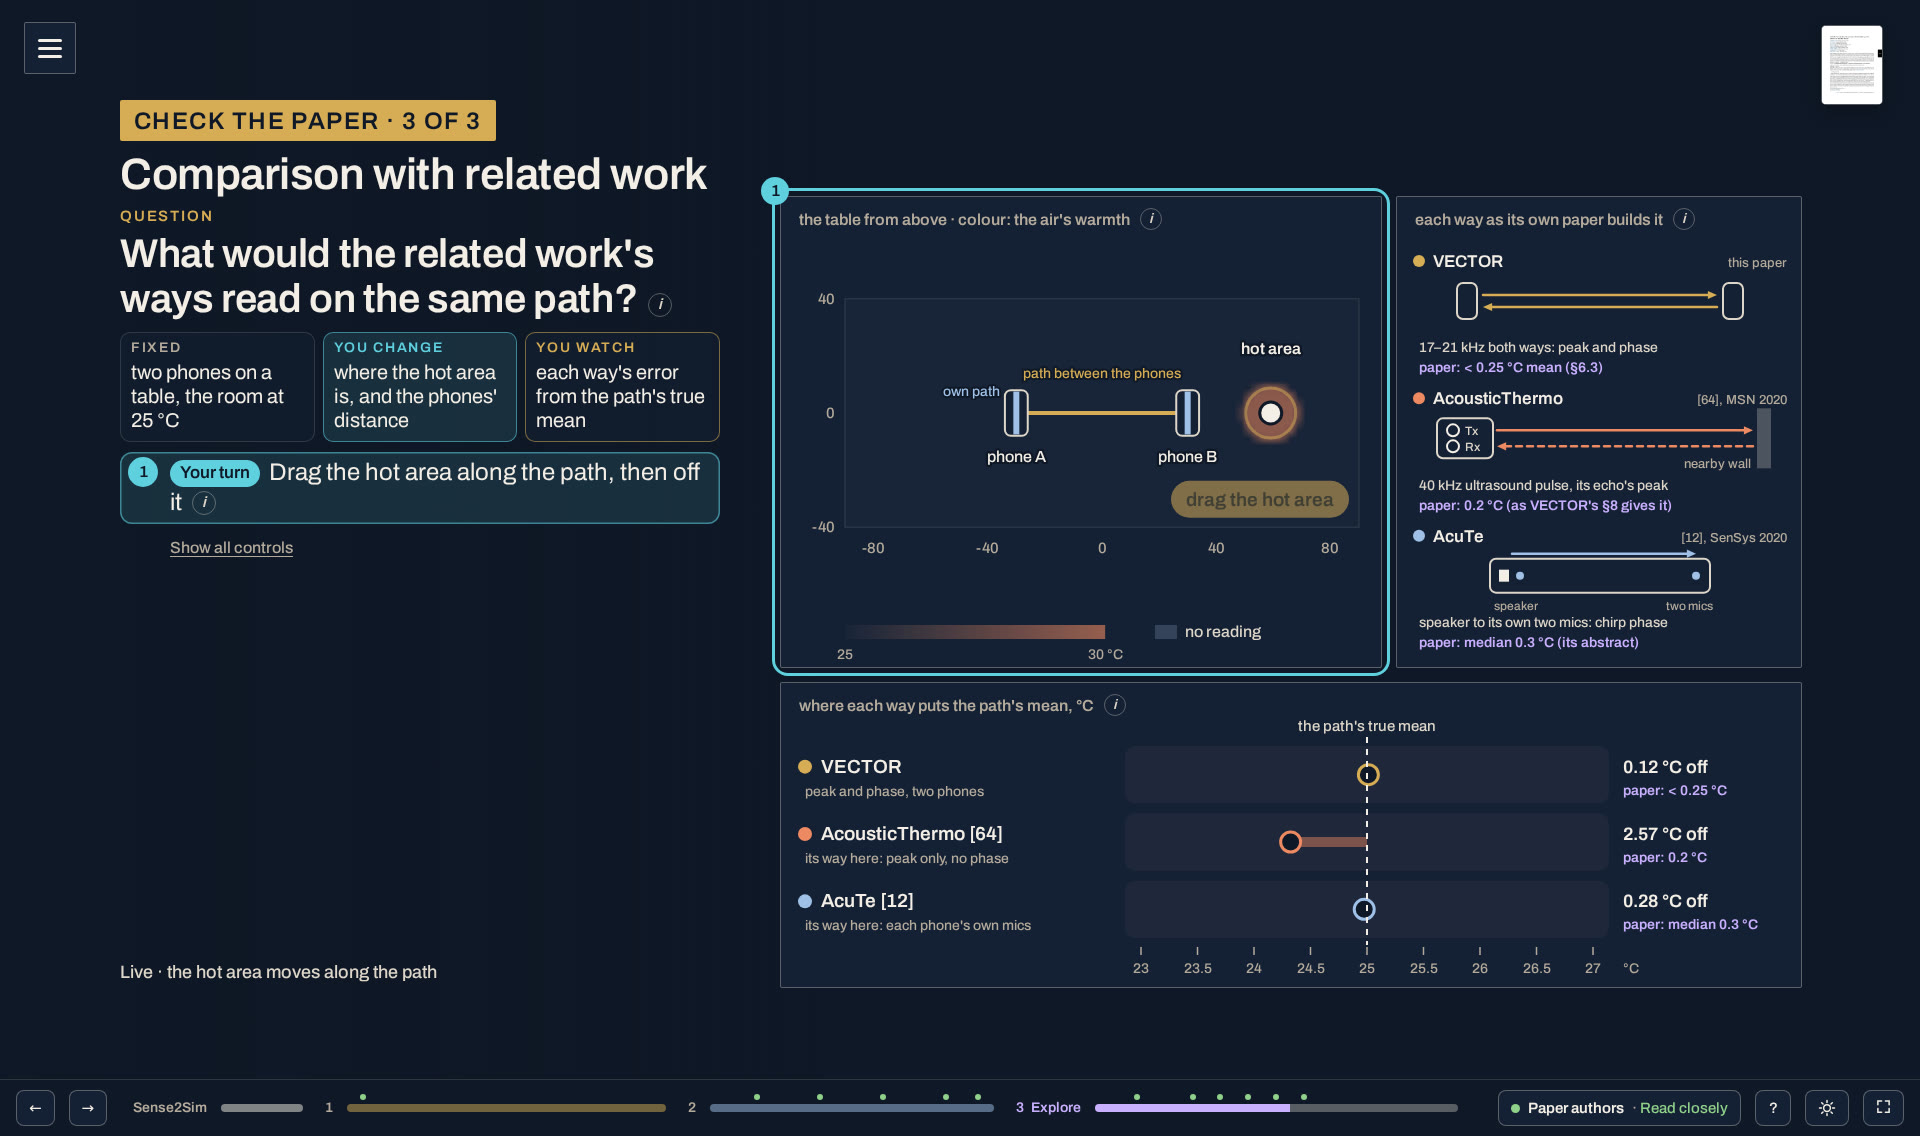 CHECK THE PAPER · 3 OF 3
Comparison with related work
QUESTION
What would the related work's
ways read on the same path? i
FIXED
two phones on a
table, the room at
25 °C
YOU CHANGE
where the hot area
is, and the phones'
distance
YOU WATCH
each way's error
from the path's true
mean
1 Your turn Drag the hot area along the path, then off
it i
Show all controls
Live · the hot area moves along the path
1
the table from above · colour: the air's warmth i
40
0
-40
-80 -40 0 40 80
hot area
path between the phones
own path
phone A
phone B
drag the hot area
25 30 °C
no reading
each way as its own paper builds it i
VECTOR this paper
17–21 kHz both ways: peak and phase
paper: < 0.25 °C mean (§6.3)
AcousticThermo [64], MSN 2020
Tx
Rx
nearby wall
40 kHz ultrasound pulse, its echo's peak
paper: 0.2 °C (as VECTOR's §8 gives it)
AcuTe [12], SenSys 2020
speaker two mics
speaker to its own two mics: chirp phase
paper: median 0.3 °C (its abstract)
where each way puts the path's mean, °C i
the path's true mean
VECTOR
peak and phase, two phones
0.12 °C off
paper: < 0.25 °C
AcousticThermo [64]
its way here: peak only, no phase
2.57 °C off
paper: 0.2 °C
AcuTe [12]
its way here: each phone's own mics
0.28 °C off
paper: median 0.3 °C
23 23.5 24 24.5 25 25.5 26 26.5 27 °C
← → Sense2Sim 1 2 3 Explore Paper authors · Read closely ?